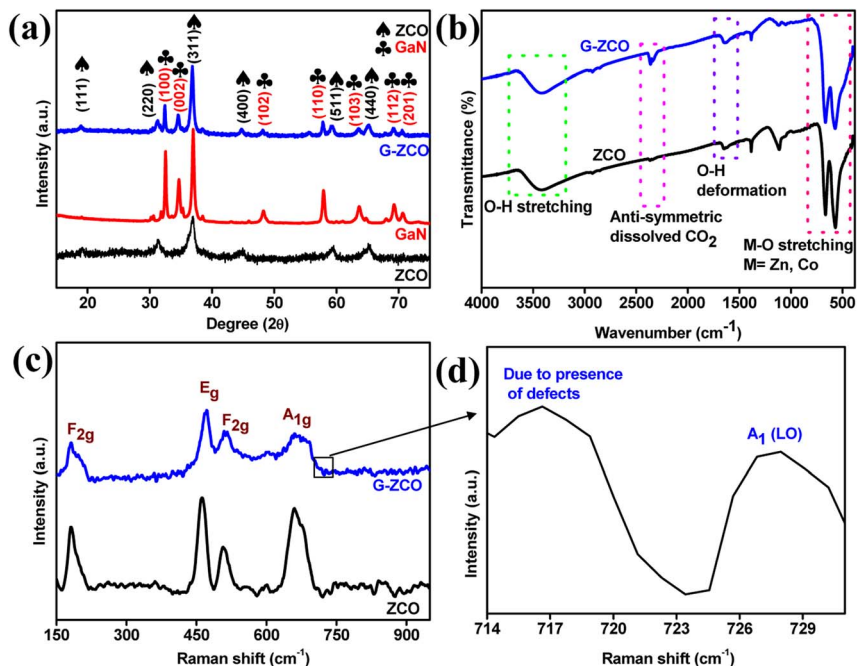 (a)
♠ ZCO
♣ GaN
(111)
(220)
(100)
(002)
(311)
(400)
(102)
(110)
(511)
(103)
(440)
(112)
(201)
G-ZCO
GaN
ZCO
Intensity (a.u.)
20 30 40 50 60 70
Degree (2θ)
(b)
G-ZCO
ZCO
O-H stretching
Anti-symmetric
dissolved CO2
O-H
deformation
M-O stretching
M= Zn, Co
Transmittance (%)
4000 3500 3000 2500 2000 1500 1000 500
Wavenumber (cm-1)
(c)
F2g
Eg
F2g
A1g
G-ZCO
ZCO
Intensity (a.u.)
150 300 450 600 750 900
Raman shift (cm-1)
(d)
Due to presence
of defects
A1 (LO)
Intensity (a.u.)
714 717 720 723 726 729
Raman shift (cm-1)